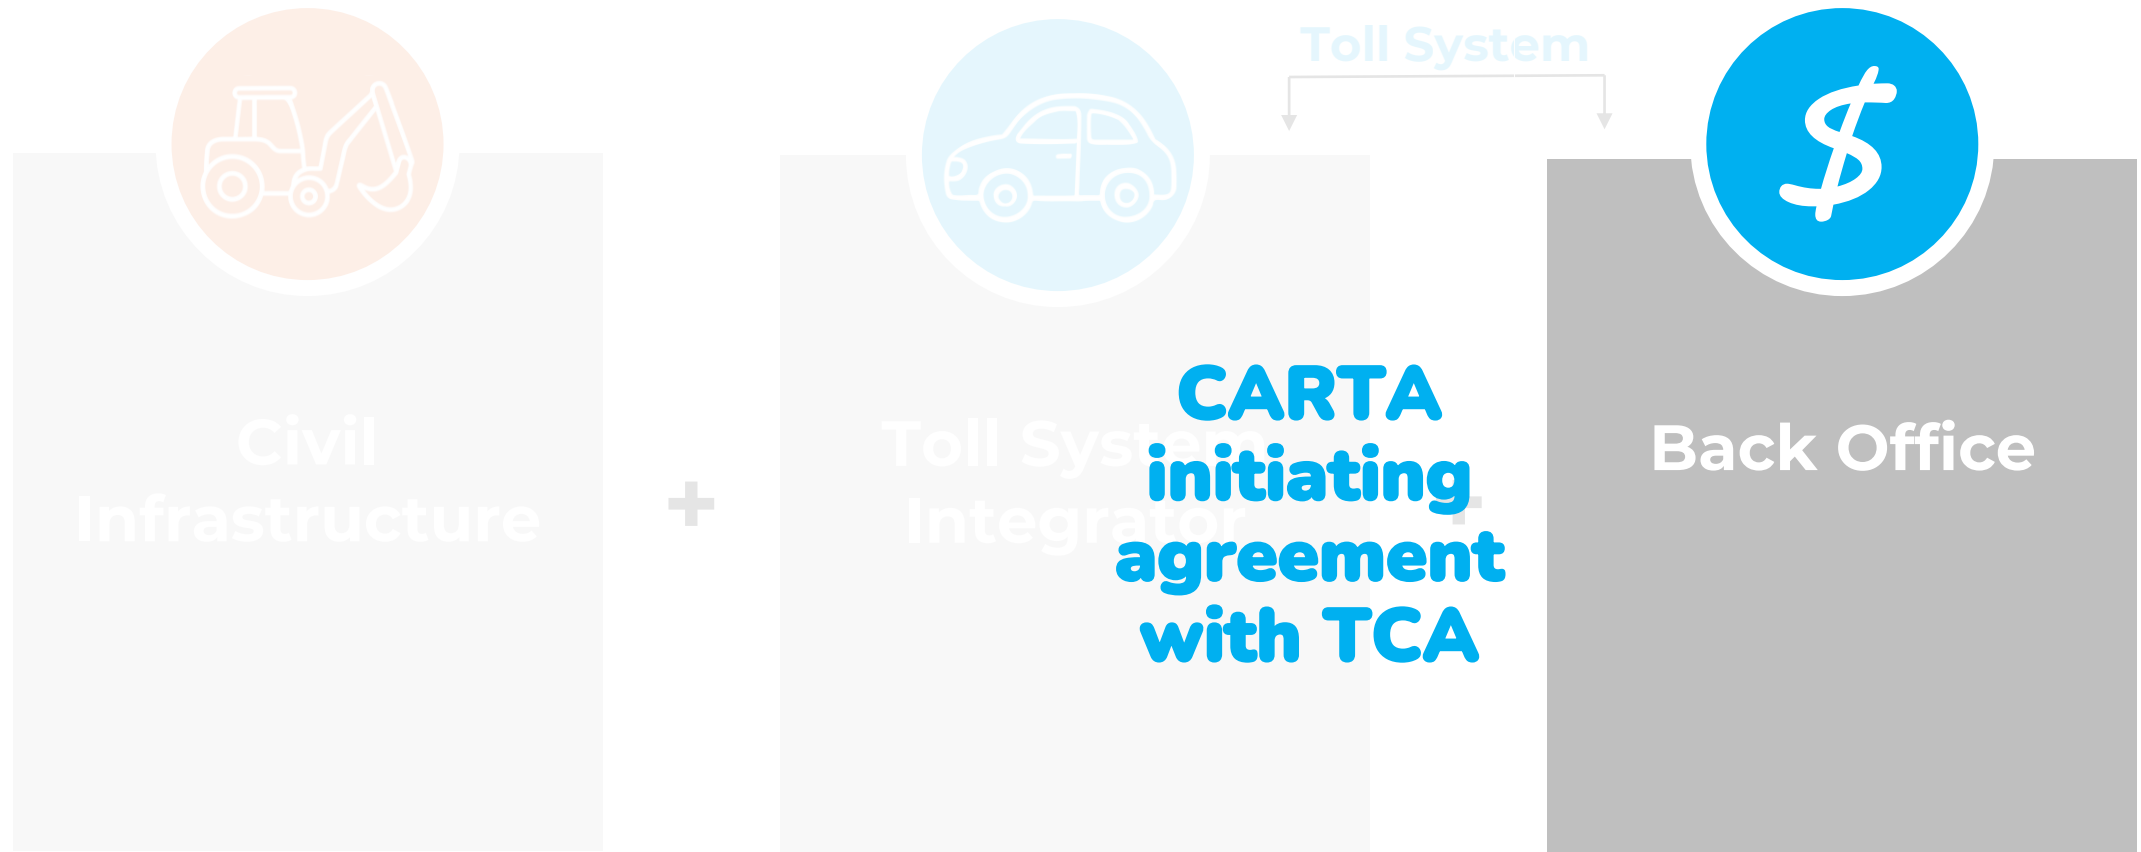 Toll System
$
Civil
Infrastructure
+
Toll System
Integrator
+
CARTA
initiating
agreement
with TCA
Back Office